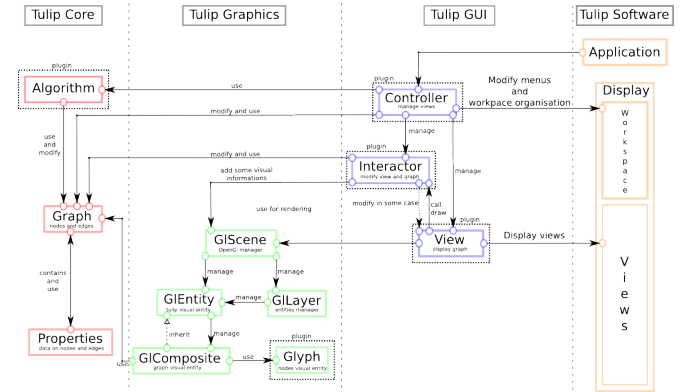 Tulip Core
Tulip Graphics
Tulip GUI
Tulip Software
Application
plugin
Algorithm
use
plugin
Controller
manage views
Modify menus
and
workpace organisation
Display
Workspace
modify and use
use
and
modify
manage
plugin
modify and use
Interactor
modify view and graph
add some visual
informations
manage
modify in some case
call
draw
use for rendering
Graph
nodes and edges
GlScene
OpenGl manager
plugin
View
display graph
Display views
Views
contains
and
use
manage
manage
GlEntity
tulip visual entity
manage
GlLayer
entities manager
inherit
manage
Properties
data on nodes and edges
use
GlComposite
graph visual entity
use
plugin
Glyph
nodes visual entity